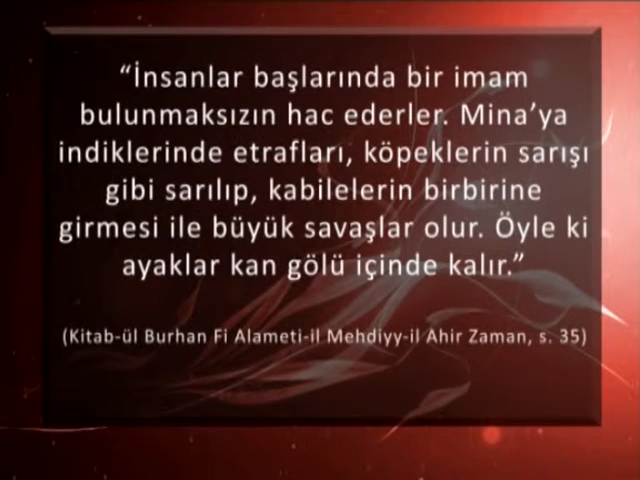 “İnsanlar başlarında bir imam
bulunmaksızın hac ederler. Mina’ya
indiklerinde etrafları, köpeklerin sarışı
gibi sarılıp, kabilelerin birbirine
girmesi ile büyük savaşlar olur. Öyle ki
ayaklar kan gölü içinde kalır.”
(Kitab-ül Burhan Fi Alameti-il Mehdiyy-il Ahir Zaman, s. 35)